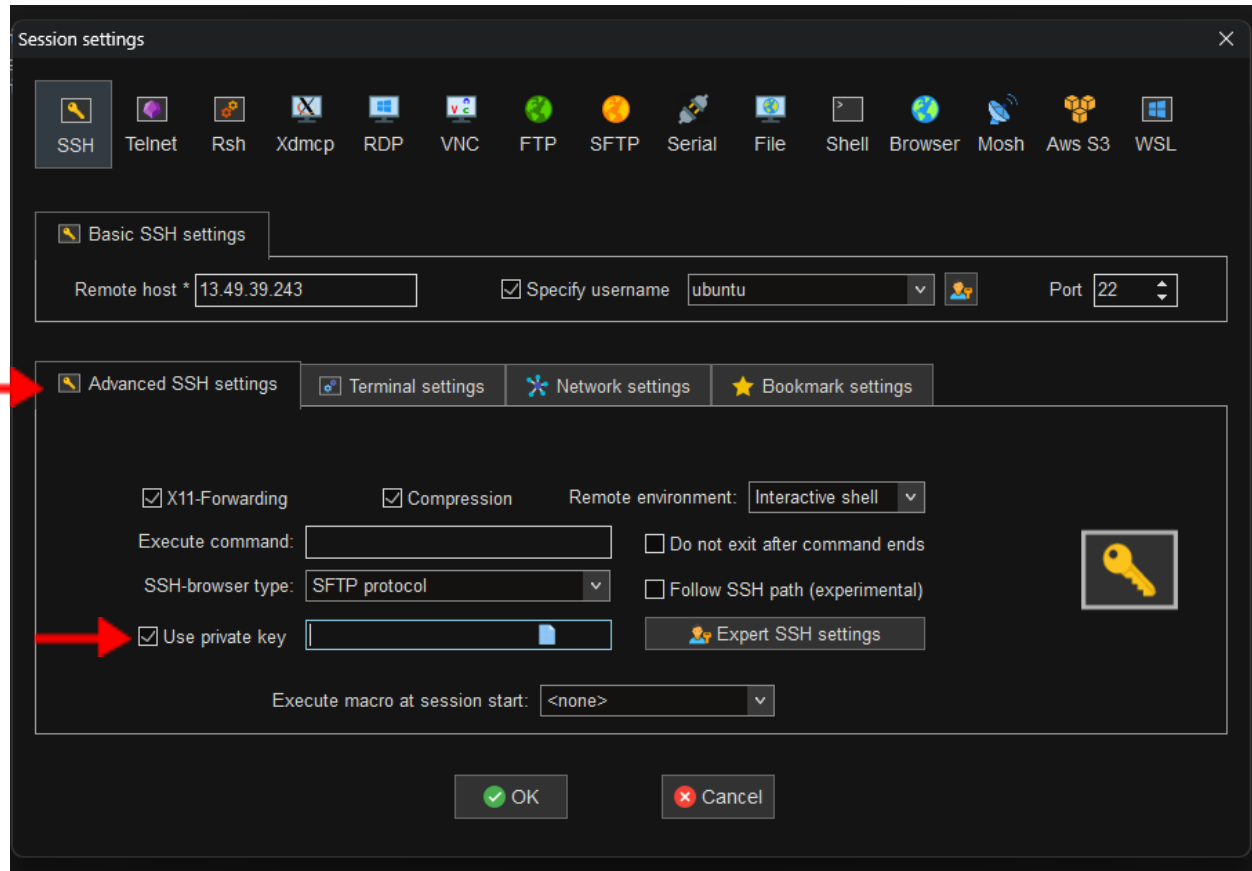 Session settings
SSH Telnet Rsh Xdmcp RDP VNC FTP SFTP Serial File Shell Browser Mosh Aws S3 WSL
Basic SSH settings
Remote host * 13.49.39.243 Specify username ubuntu Port 22
Advanced SSH settings Terminal settings Network settings Bookmark settings
X11-Forwarding Compression Remote environment: Interactive shell
Execute command: Do not exit after command ends
SSH-browser type: SFTP protocol Follow SSH path (experimental)
Use private key Expert SSH settings
Execute macro at session start: <none>
OK Cancel